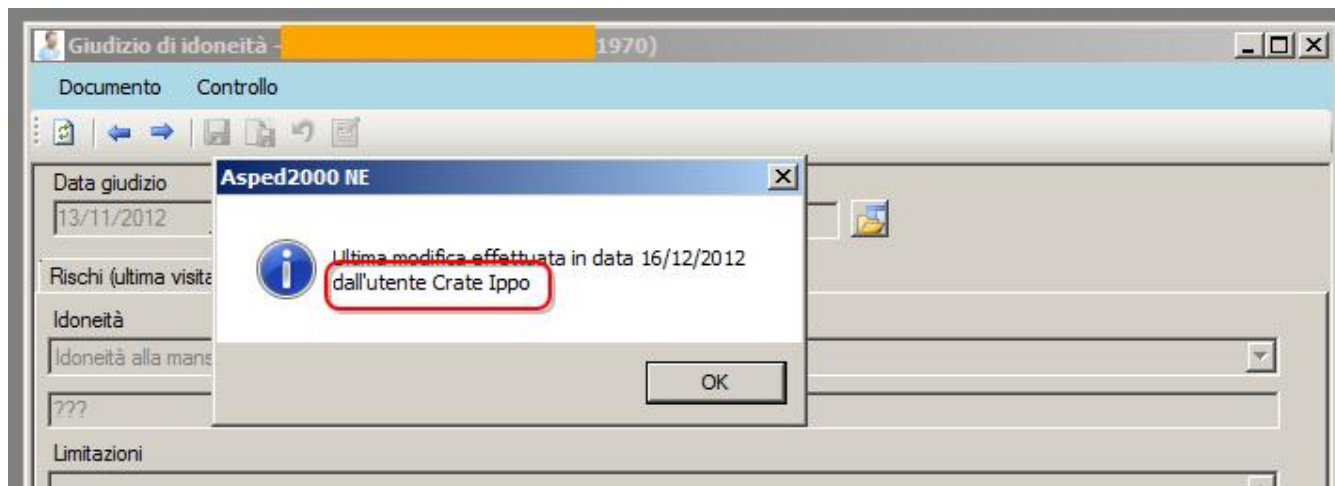 Giudizio di idoneità - 1970)
Documento Controllo
Data giudizio
13/11/2012
Asped2000 NE
Ultima modifica effettuata in data 16/12/2012
dall'utente Crate Ippo
OK
Rischi (ultima visita
Idoneità
Idoneità alla mans
???
Limitazioni